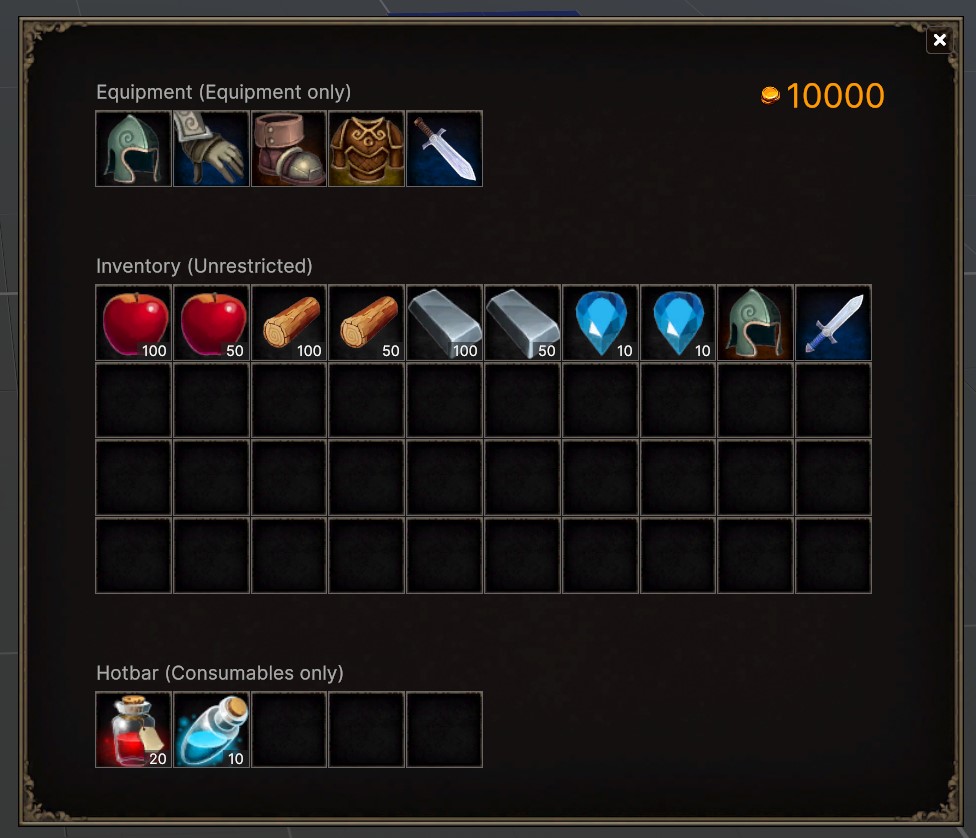 Equipment (Equipment only)
10000
Inventory (Unrestricted)
100 50 100 50 100 50 10 10
Hotbar (Consumables only)
20 10